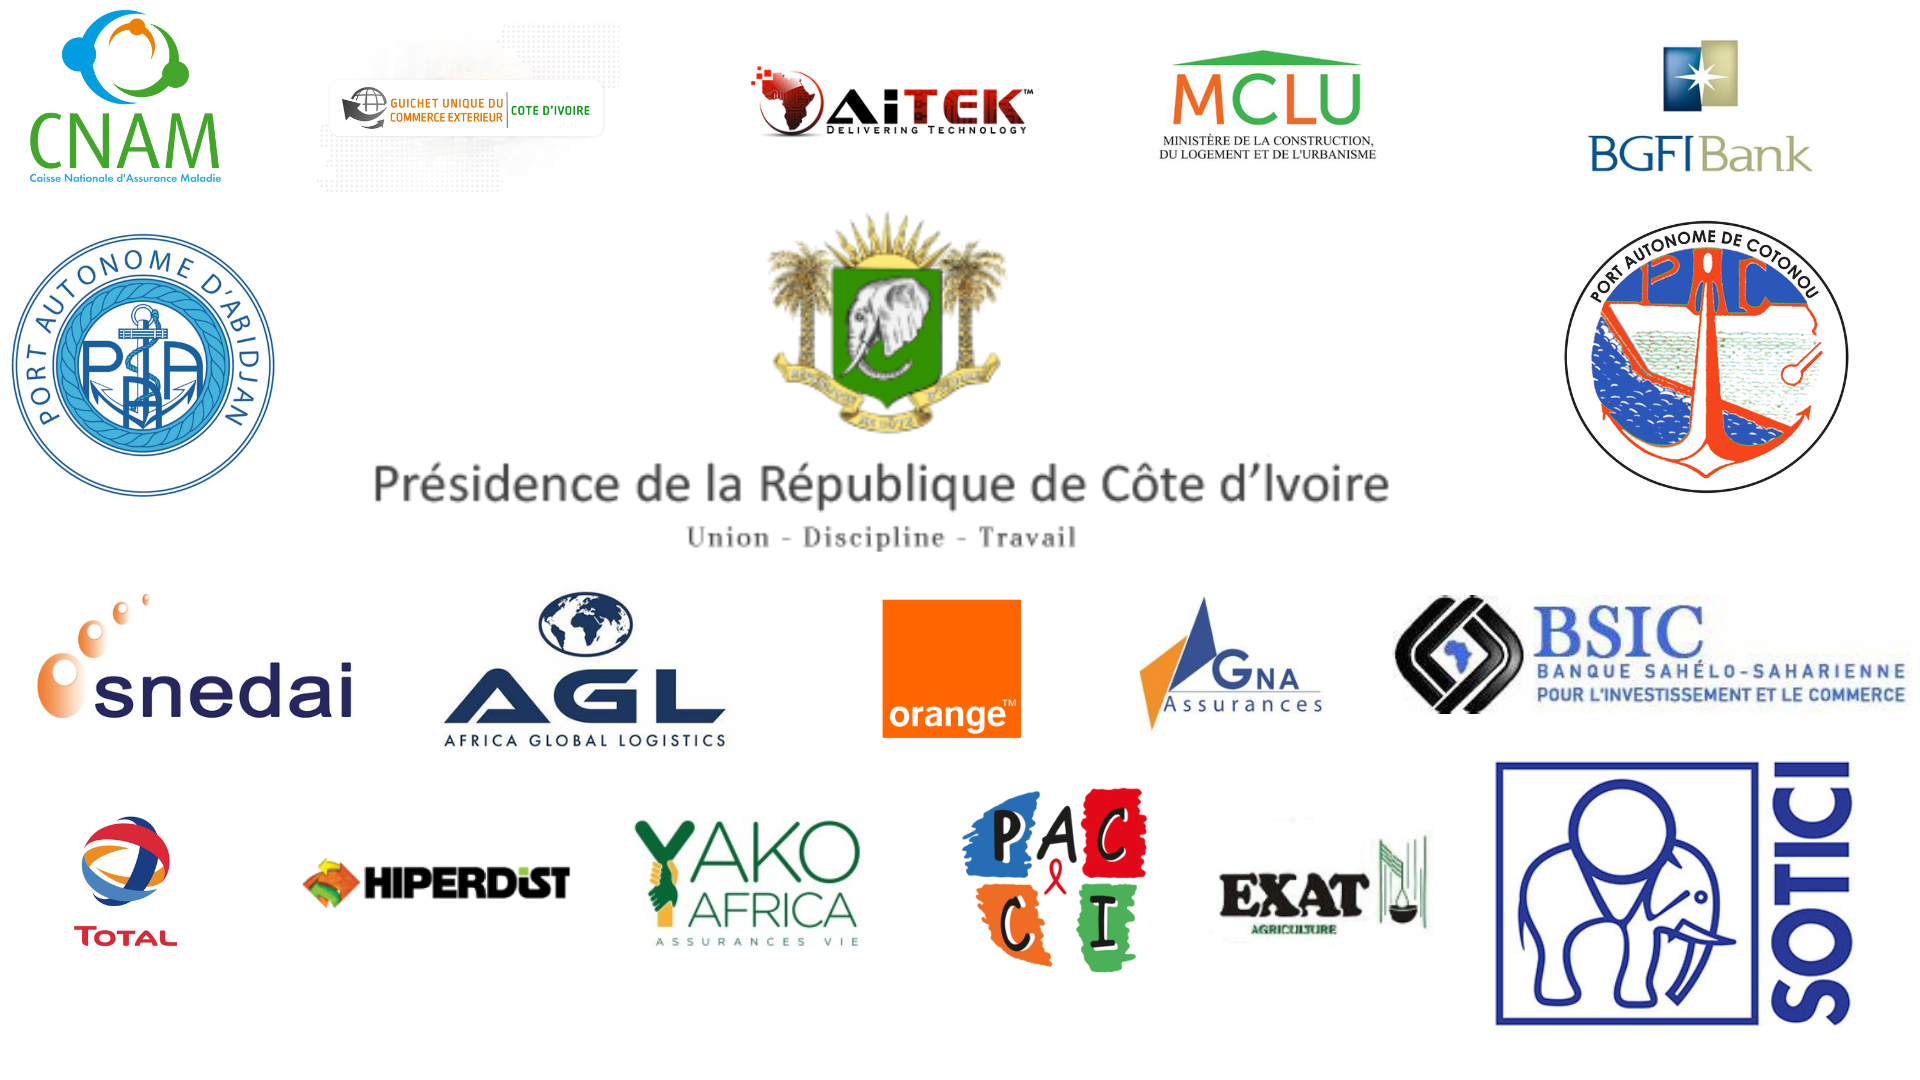 CNAM
Caisse Nationale d'Assurance Maladie
GUICHET UNIQUE DU
COMMERCE EXTERIEUR
COTE D'IVOIRE
AiTEK™
DELIVERING TECHNOLOGY
MCLU
MINISTÈRE DE LA CONSTRUCTION,
DU LOGEMENT ET DE L'URBANISME
BGFIBank
PORT AUTONOME D'ABIDJAN
PAA
PORT AUTONOME DE COTONOU
PAC
Présidence de la République de Côte d'Ivoire
Union - Discipline - Travail
snedai
AGL
AFRICA GLOBAL LOGISTICS
orange™
GNA
Assurances
BSIC
BANQUE SAHÉLO-SAHARIENNE
POUR L'INVESTISSEMENT ET LE COMMERCE
TOTAL
HIPERDIST
YAKO
AFRICA
ASSURANCES VIE
PAC
CI
EXAT
AGRICULTURE
SOTICI